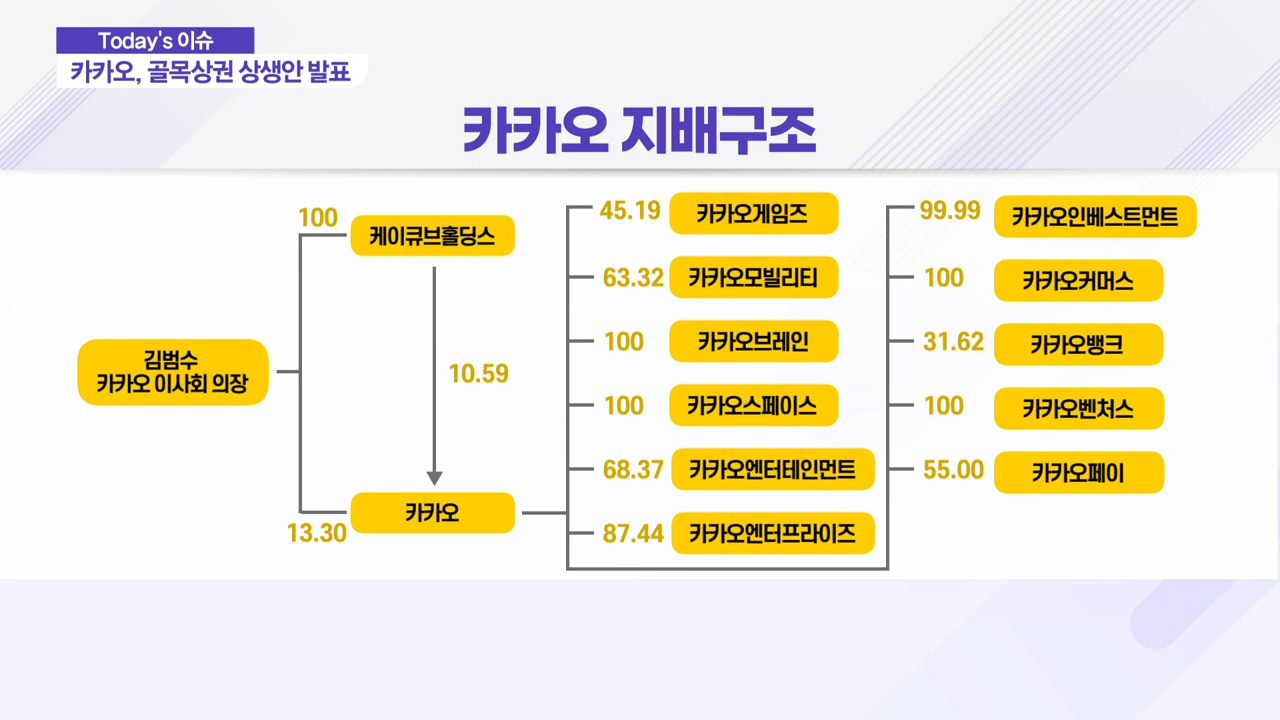 Today's 이슈
카카오, 골목상권 상생안 발표
카카오 지배구조
김범수
카카오 이사회 의장
100
케이큐브홀딩스
10.59
13.30
카카오
45.19
카카오게임즈
63.32
카카오모빌리티
100
카카오브레인
100
카카오스페이스
68.37
카카오엔터테인먼트
87.44
카카오엔터프라이즈
99.99
카카오인베스트먼트
100
카카오커머스
31.62
카카오뱅크
100
카카오벤처스
55.00
카카오페이